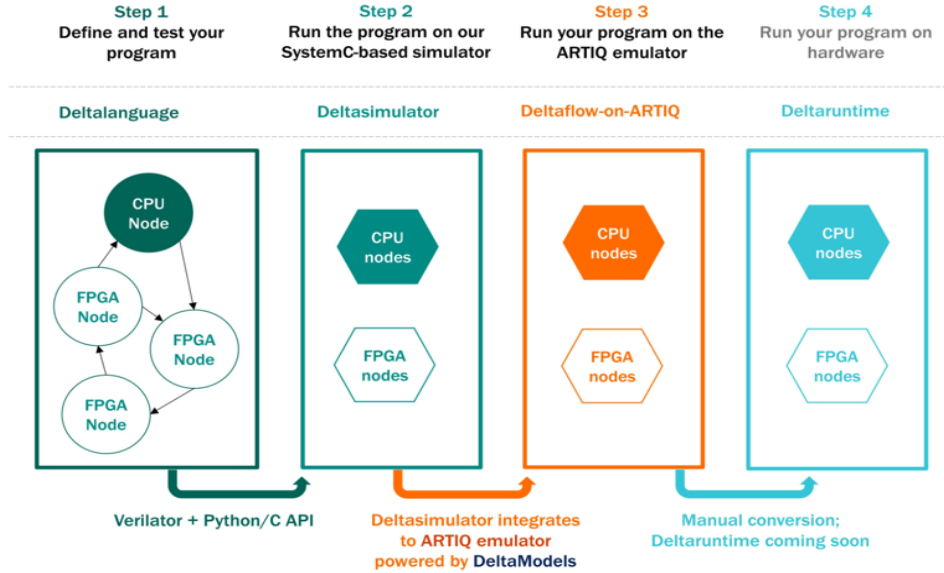 Step 1
Define and test your
program
Step 2
Run the program on our
SystemC-based simulator
Step 3
Run your program on the
ARTIQ emulator
Step 4
Run your program on
hardware
Deltalanguage
Deltasimulator
Deltaflow-on-ARTIQ
Deltaruntime
CPU
Node
FPGA
Node
FPGA
Node
FPGA
Node
CPU
nodes
FPGA
nodes
CPU
nodes
FPGA
nodes
CPU
nodes
FPGA
nodes
Verilator + Python/C API
Deltasimulator integrates
to ARTIQ emulator
powered by DeltaModels
Manual conversion;
Deltaruntime coming soon